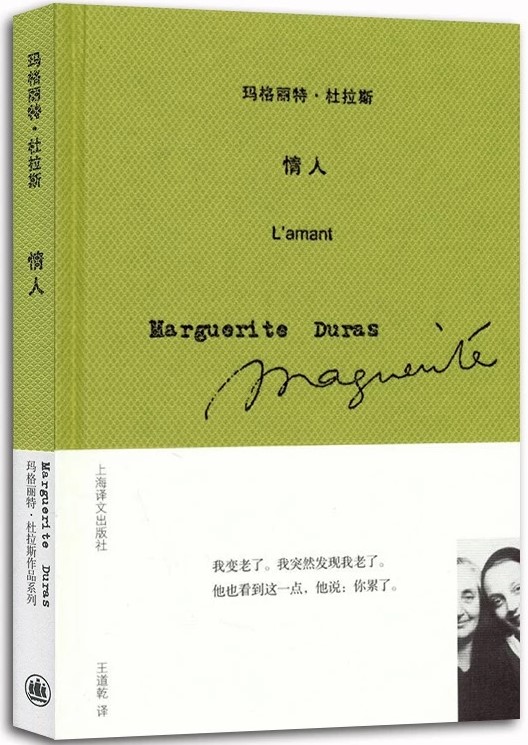 玛格丽特·杜拉斯
情人
L'amant
Marguerite Duras
Marguerite
上海译文出版社
我变老了。我突然发现我老了。
他也看到这一点，他说：你累了。
王道乾 译
玛格丽特·杜拉斯
情人
Marguerite Duras
玛格丽特·杜拉斯作品系列